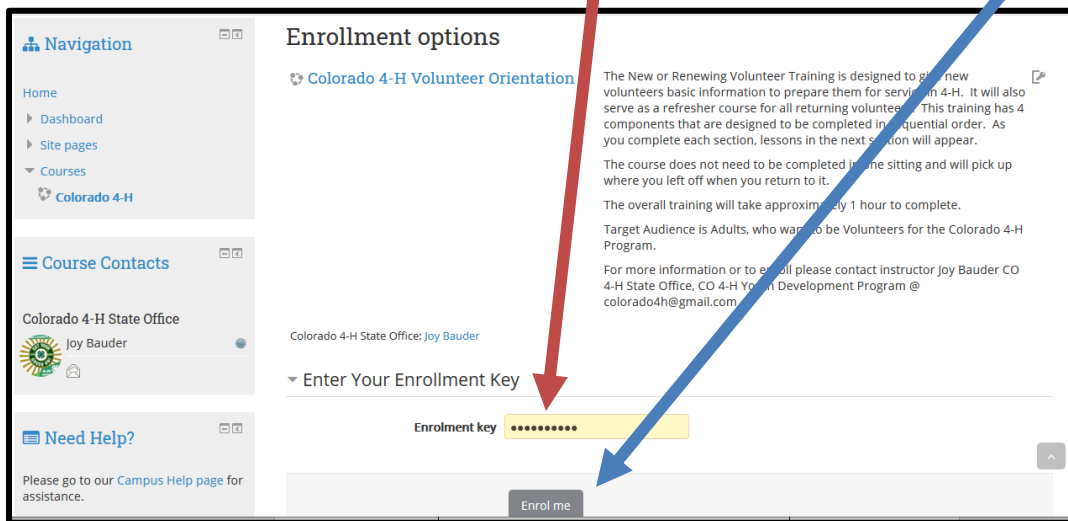 Navigation
Home
Dashboard
Site pages
Courses
Colorado 4-H
Course Contacts
Colorado 4-H State Office
Joy Bauder
Need Help?
Please go to our Campus Help page for
assistance.
Enrollment options
Colorado 4-H Volunteer Orientation
The New or Renewing Volunteer Training is designed to new
volunteers basic information to prepare them for in 4-H. It will also
serve as a refresher course for all returning This training has 4
components that are designed to be completed in order. As
you complete each section, lessons in the next will appear.
The course does not need to be completed in sitting and will pick up
where you left off when you return to it.
The overall training will take 1 hour to complete.
Target Audience is Adults, who to be Volunteers for the Colorado 4-H
Program.
For more information or to please contact instructor Joy Bauder CO
4-H State Office, CO 4-H Development Program @
colorado4h@gmail.com
Colorado 4-H State Office: Joy Bauder
Enter Your Enrollment Key
Enrolment key ••••••••••
Enrol me